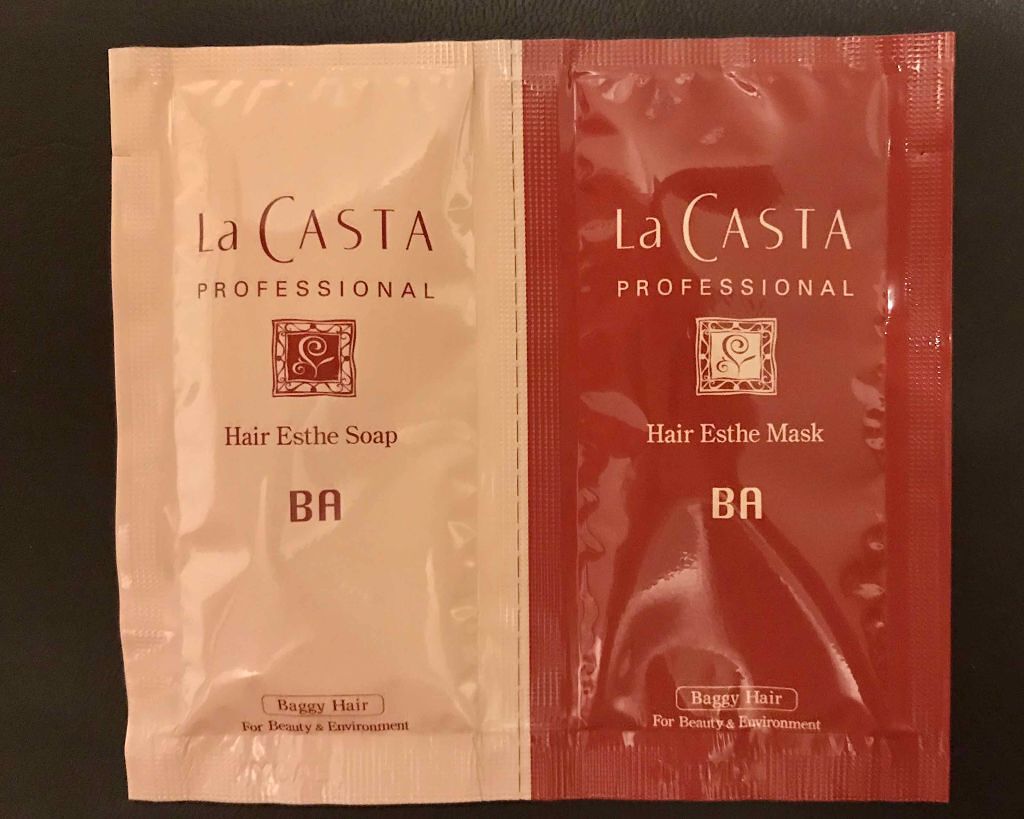 La CASTA
PROFESSIONAL
Hair Esthe Soap
BA
Baggy Hair
For Beauty & Environment
La CASTA
PROFESSIONAL
Hair Esthe Mask
BA
Baggy Hair
For Beauty & Environment